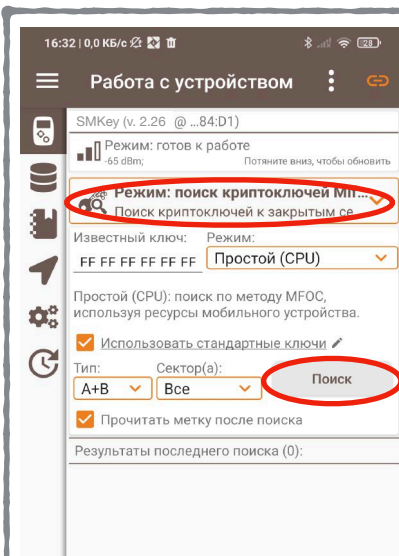 16:32 | 0,0 КБ/с
28
Работа с устройством
SMKey (v. 2.26 @ ...84:D1)
Режим: готов к работе
-65 dBm;
Потяните вниз, чтобы обновить
Режим: поиск криптоключей Mif...
Поиск криптоключей к закрытым се
Известный ключ: Режим:
FF FF FF FF FF FF Простой (CPU)
Простой (CPU): поиск по методу MFOC,
используя ресурсы мобильного устройства.
Использовать стандартные ключи
Тип: Сектор(а):
A+B Все Поиск
Прочитать метку после поиска
Результаты последнего поиска (0):